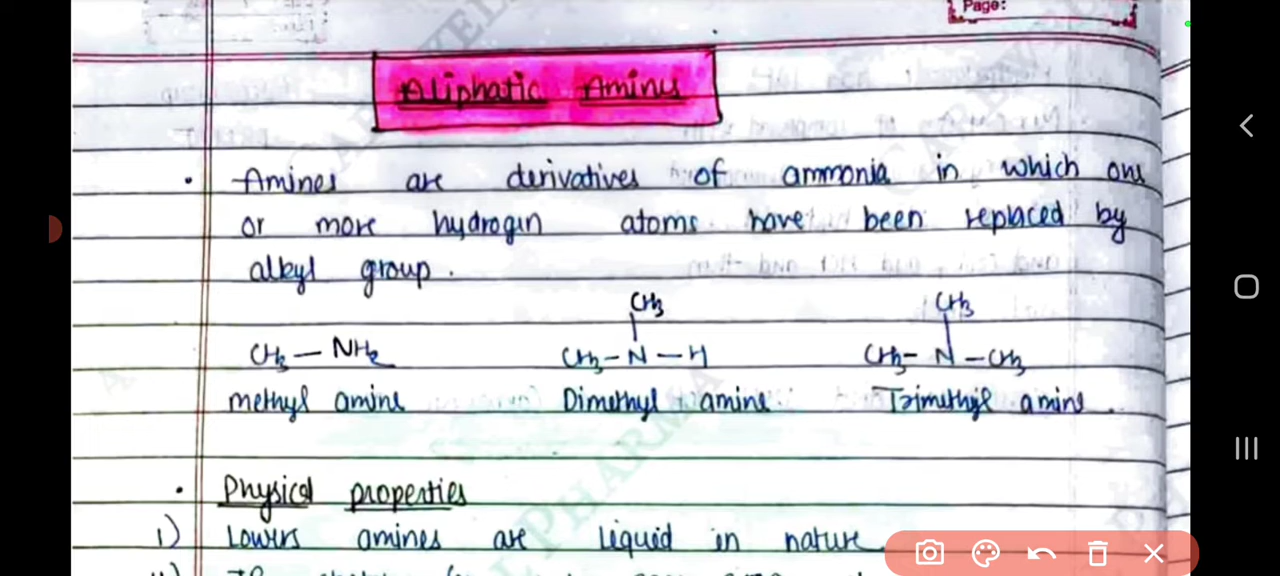 Page:
Aliphatic Amines
• Amines are derivatives of ammonia in which one
or more hydrogen atoms have been replaced by
alkyl group.
CH3 CH3
CH3 — NH2 CH3 — N — H CH3 — N — CH3
methyl amine Dimethyl amine Trimethyl amine.
• Physical properties
i) Lowers amines are liquid in nature